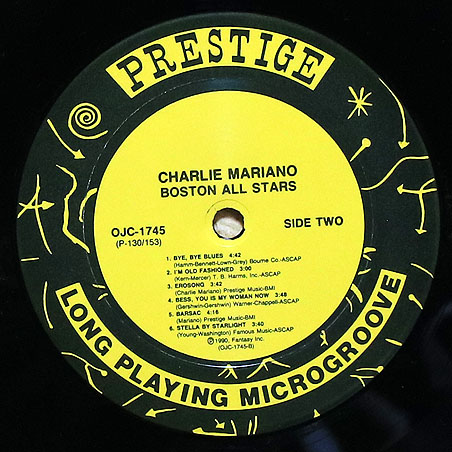 PRESTIGE
CHARLIE MARIANO
BOSTON ALL STARS
OJC-1745
(P-130/153)
SIDE TWO
1. BYE, BYE BLUES 4:42
(Hamm-Bennett-Lown-Grey) Bourne Co.-ASCAP
2. I'M OLD FASHIONED 3:00
(Kern-Mercer) T. B. Harms, Inc.-ASCAP
3. EROSONG 3:42
(Charlie Mariano) Prestige Music-BMI
4. BESS, YOU IS MY WOMAN NOW 3:48
(Gershwin-Gershwin) Warner-Chappell-ASCAP
5. BARSAC 4:16
(Mariano) Prestige Music-BMI
6. STELLA BY STARLIGHT 3:40
(Young-Washington) Famous Music-ASCAP
℗1990, Fantasy Inc.
(OJC-1745-B)
LONG PLAYING MICROGROOVE